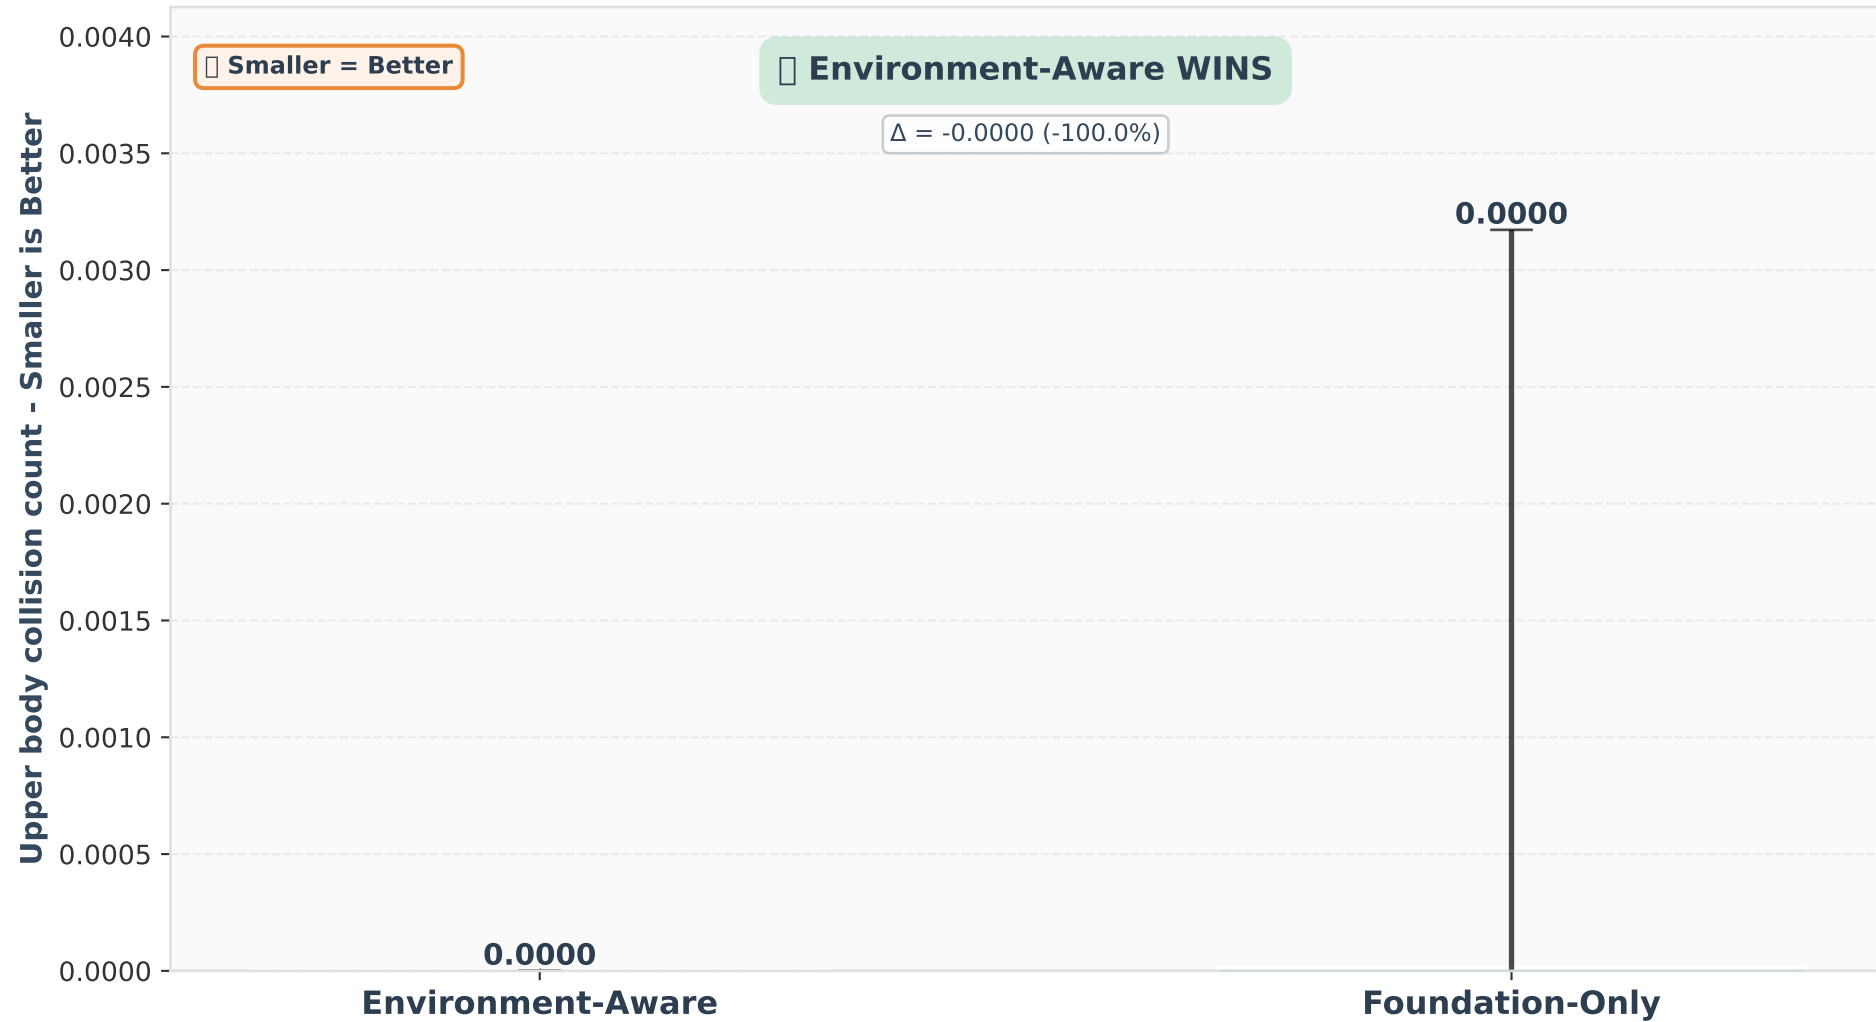 Upper body collision count - Smaller is Better
0.0040
0.0035
0.0030
0.0025
0.0020
0.0015
0.0010
0.0005
0.0000
Smaller = Better
Environment-Aware WINS
Δ = -0.0000 (-100.0%)
0.0000
0.0000
Environment-Aware
Foundation-Only